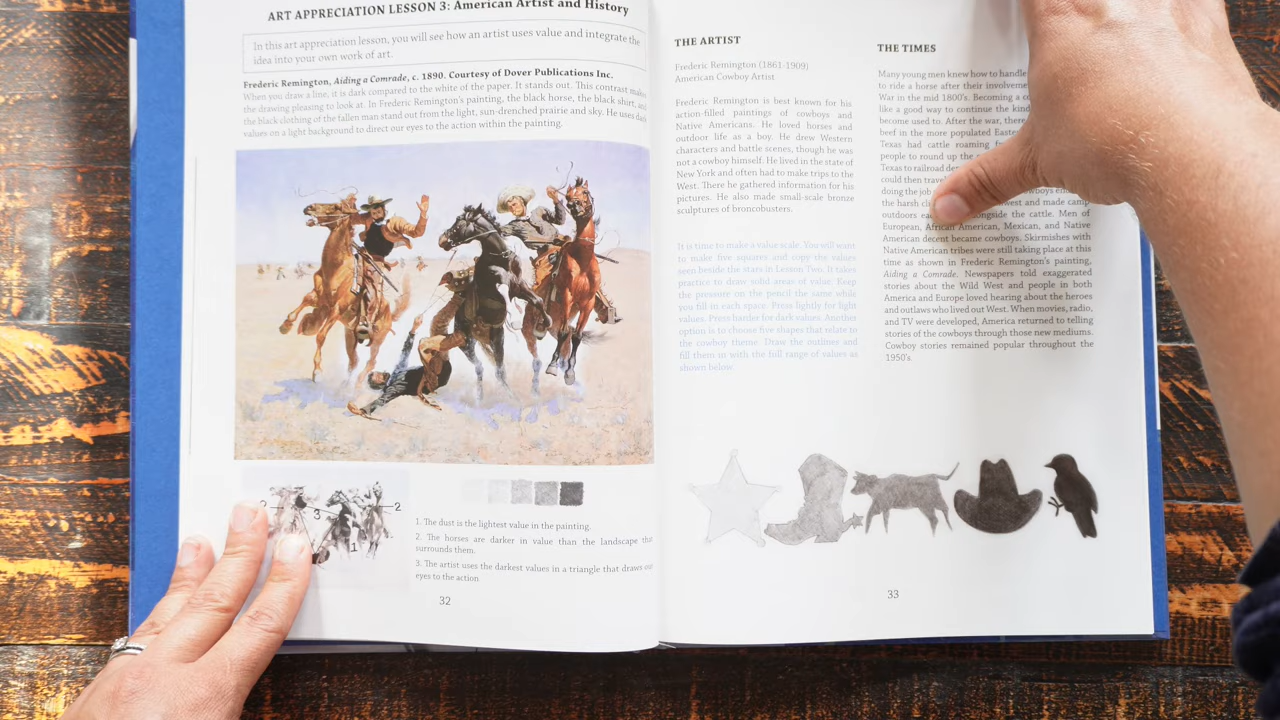 ART APPRECIATION LESSON 3: American Artist and History
In this art appreciation lesson, you will see how an artist uses value and integrate the
idea into your own work of art.
Frederic Remington, Aiding a Comrade, c. 1890. Courtesy of Dover Publications Inc.
When you draw a line, it is dark compared to the white of the paper. It stands out. This contrast makes
the drawing pleasing to look at. In Frederic Remington's painting, the black horse, the black shirt, and
the black clothing of the fallen man stand out from the light, sun-drenched prairie and sky. He uses dark
values on a light background to direct our eyes to the action within the painting.
2
3
2
1
1. The dust is the lightest value in the painting.
2. The horses are darker in value than the landscape that
surrounds them.
3. The artist uses the darkest values in a triangle that draws our
eyes to the action
32
THE ARTIST
Frederic Remington (1861-1909)
American Cowboy Artist
Frederic Remington is best known for his
action-filled paintings of cowboys and
Native Americans. He loved horses and
outdoor life as a boy. He drew Western
characters and battle scenes, though he was
not a cowboy himself. He lived in the state of
New York and often had to make trips to the
West. There he gathered information for his
pictures. He also made small-scale bronze
sculptures of broncobusters.
It is time to make a value scale. You will want
to make five squares and copy the values
seen beside the stars in Lesson Two. It takes
practice to draw solid areas of value. Keep
the pressure on the pencil the same while
you fill in each space. Press lightly for light
values. Press harder for dark values. Another
option is to choose five shapes that relate to
the cowboy theme. Draw the outlines and
fill them in with the full range of values as
shown below.
THE TIMES
Many young men knew how to handle
to ride a horse after their involveme
War in the mid 1800's. Becoming a co
like a good way to continue the kind
become used to. After the war, there
beef in the more populated Eastern
Texas had cattle roaming
people to round up the
Texas to railroad
could then travel
doing the job
the harsh west and made camp
outdoors alongside the cattle. Men of
European, African American, Mexican, and Native
American decent became cowboys. Skirmishes with
Native American tribes were still taking place at this
time as shown in Frederic Remington's painting,
Aiding a Comrade. Newspapers told exaggerated
stories about the Wild West and people in both
America and Europe loved hearing about the heroes
and outlaws who lived out West. When movies, radio,
and TV were developed, America returned to telling
stories of the cowboys through those new mediums.
Cowboy stories remained popular throughout the
1950's.
33